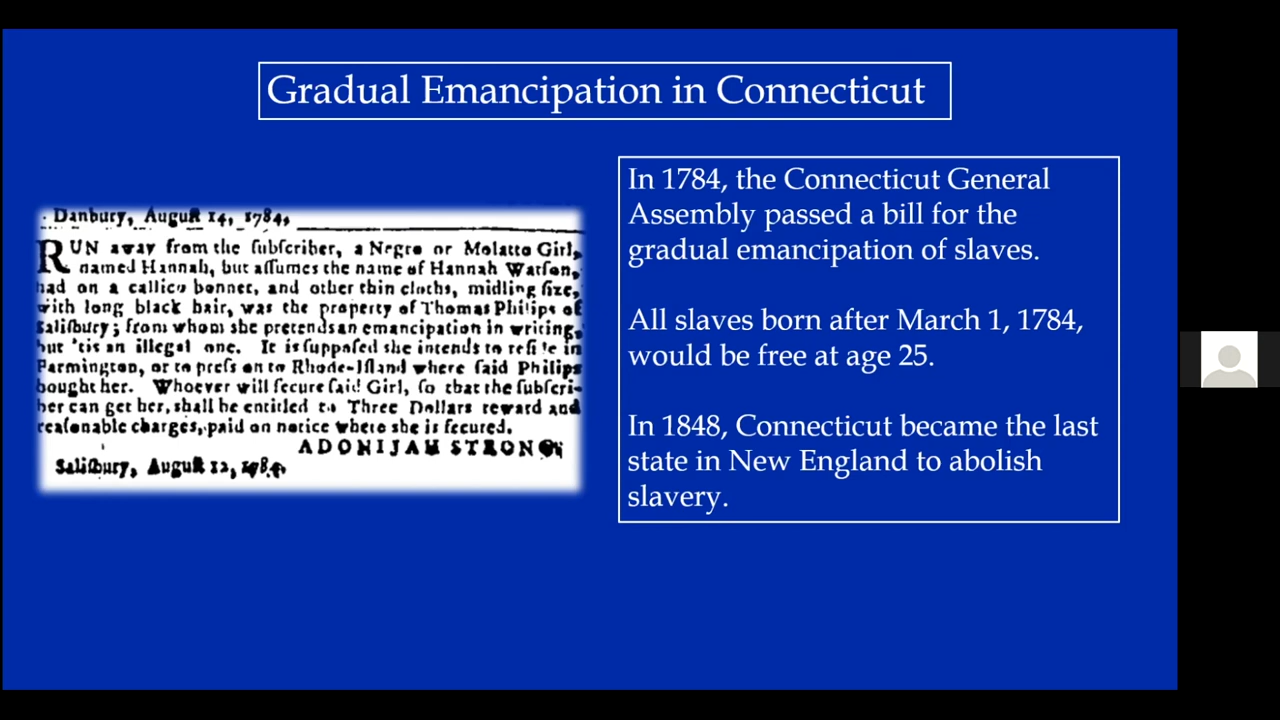 Gradual Emancipation in Connecticut
Danbury, Auguſt 14, 1784.
RUN away from the ſubſcriber, a Negro or Molatto Girl,
named Hannah, but aſſumes the name of Hannah Watſon,
had on a callico bonnet, and other thin cloths, midling ſize,
with long black hair, was the property of Thomas Philips of
Saliſbury; from whom ſhe pretends an emancipation in writing,
but 'tis an illegal one. It is ſuppoſed ſhe intends to reſide in
Farmington, or to preſs on to Rhode-Iſland where ſaid Philips
bought her. Whoever will ſecure ſaid Girl, ſo that the ſubſcri-
ber can get her, ſhall be entitled to Three Dollars reward and
reaſonable charges, paid on notice where ſhe is ſecured.
ADONIJAH STRONG
Saliſbury, Auguſt 12, 1784.
In 1784, the Connecticut General
Assembly passed a bill for the
gradual emancipation of slaves.
All slaves born after March 1, 1784,
would be free at age 25.
In 1848, Connecticut became the last
state in New England to abolish
slavery.